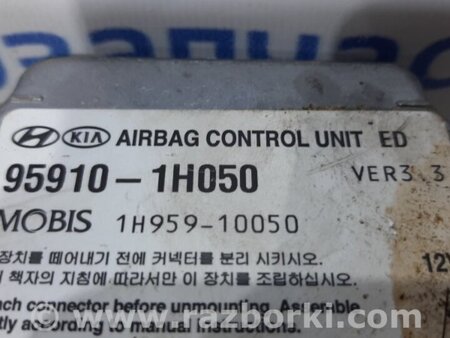 KIA AIRBAG CONTROL UNIT ED
95910-1H050 VER3.3
MOBIS 1H959-10050
장치를 떼어내기 전에 커넥터를 분리 시키시오. 12V
책자의 지침에 따라서만 이 장치를 조립하십시오.
connector before unmounting. Assemble
according to manual instructions.
www.razborki.com